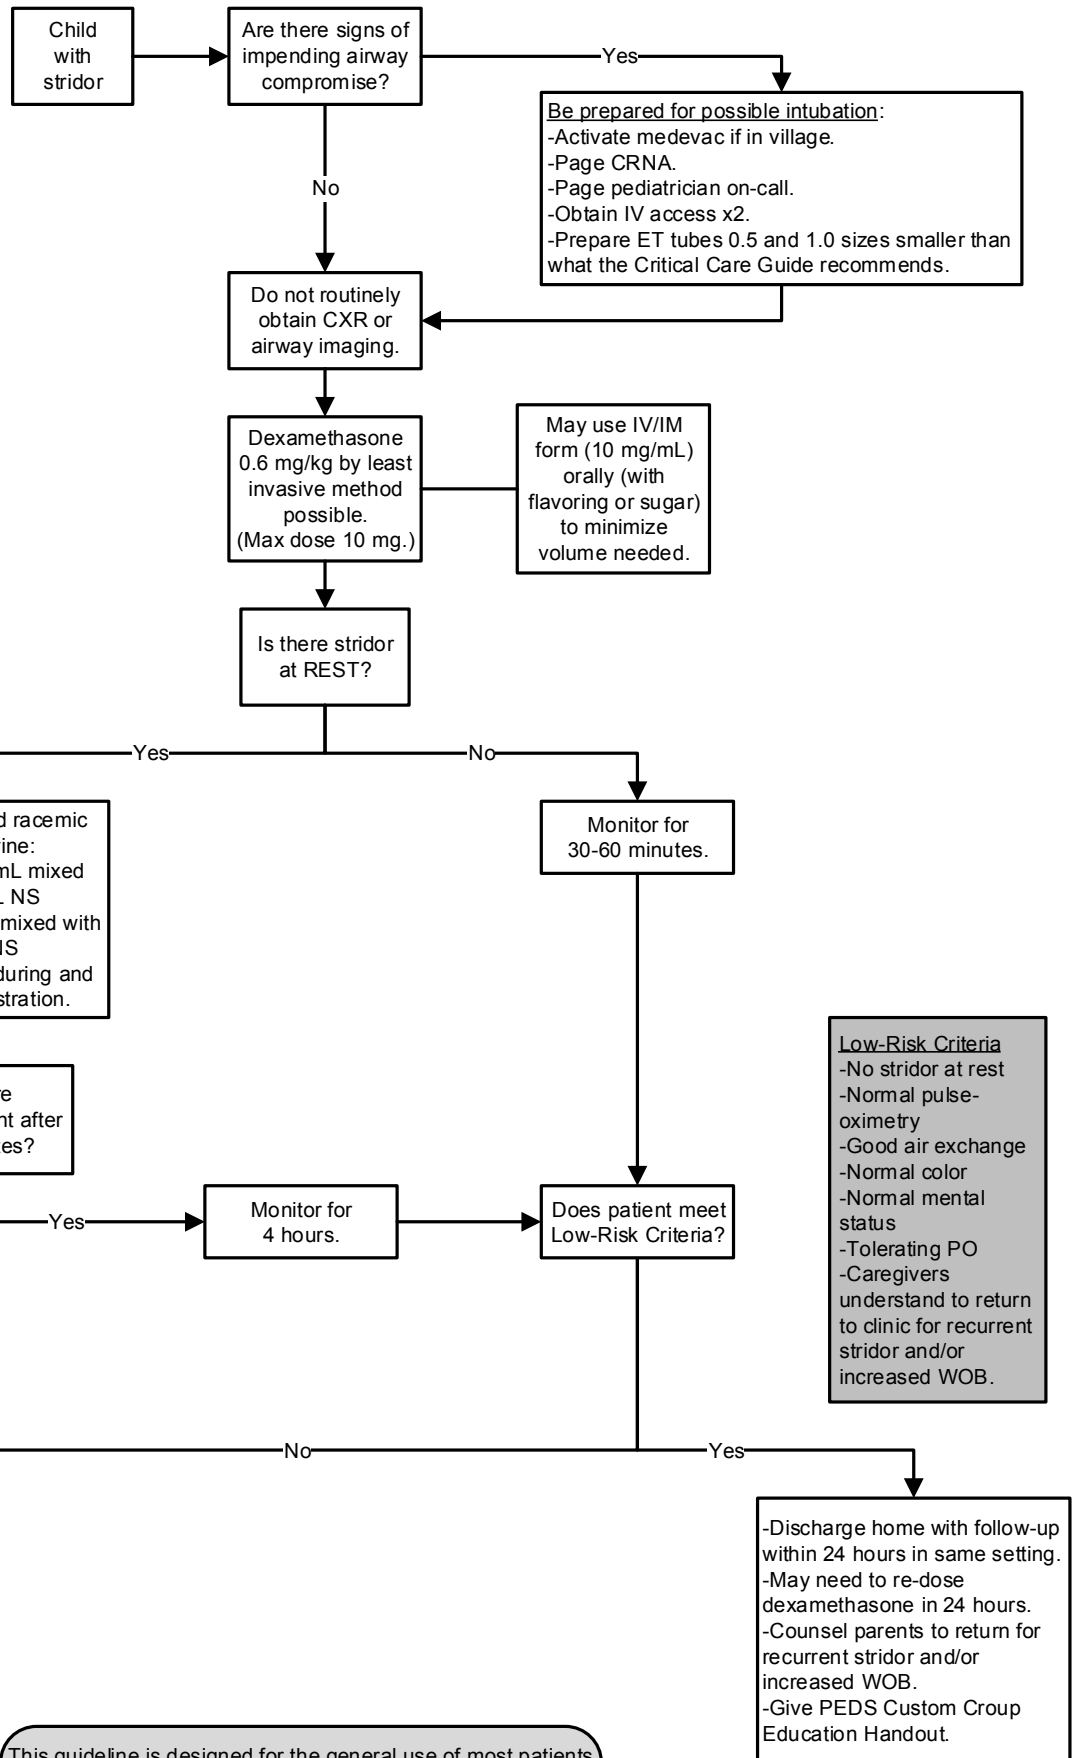 Child
with
stridor
Are there signs of
impending airway
compromise?
Yes
Be prepared for possible intubation:
-Activate medevac if in village.
-Page CRNA.
-Page pediatrician on-call.
-Obtain IV access x2.
-Prepare ET tubes 0.5 and 1.0 sizes smaller than
what the Critical Care Guide recommends.
No
Do not routinely
obtain CXR or
airway imaging.
Dexamethasone
0.6 mg/kg by least
invasive method
possible.
(Max dose 10 mg.)
May use IV/IM
form (10 mg/mL)
orally (with
flavoring or sugar)
to minimize
volume needed.
Is there stridor
at REST?
Yes
No
racemic
mL mixed
NS
mixed with
NS
during and
Monitor for
30-60 minutes.
Low-Risk Criteria
-No stridor at rest
-Normal pulse-
oximetry
-Good air exchange
-Normal color
-Normal mental
status
-Tolerating PO
-Caregivers
understand to return
to clinic for recurrent
stridor and/or
increased WOB.
after
Yes
Monitor for
4 hours.
Does patient meet
Low-Risk Criteria?
No
Yes
-Discharge home with follow-up
within 24 hours in same setting.
-May need to re-dose
dexamethasone in 24 hours.
-Counsel parents to return for
recurrent stridor and/or
increased WOB.
-Give PEDS Custom Croup
Education Handout.
This guideline is designed for the general use of most patients